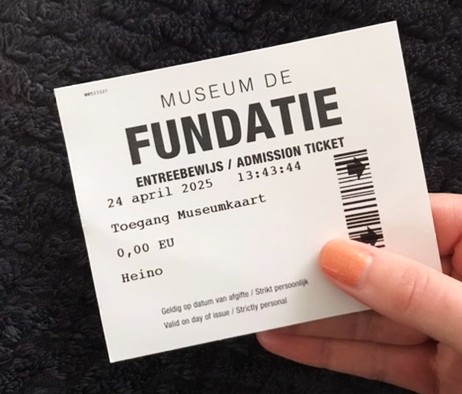 MUSEUM DE
FUNDATIE
ENTREEBEWIJS / ADMISSION TICKET
24 april 2025 13:43:44
Toegang Museumkaart
0,00 EU
Heino
Geldig op datum van afgifte / Strikt persoonlijk
Valid on day of issue / Strictly personal